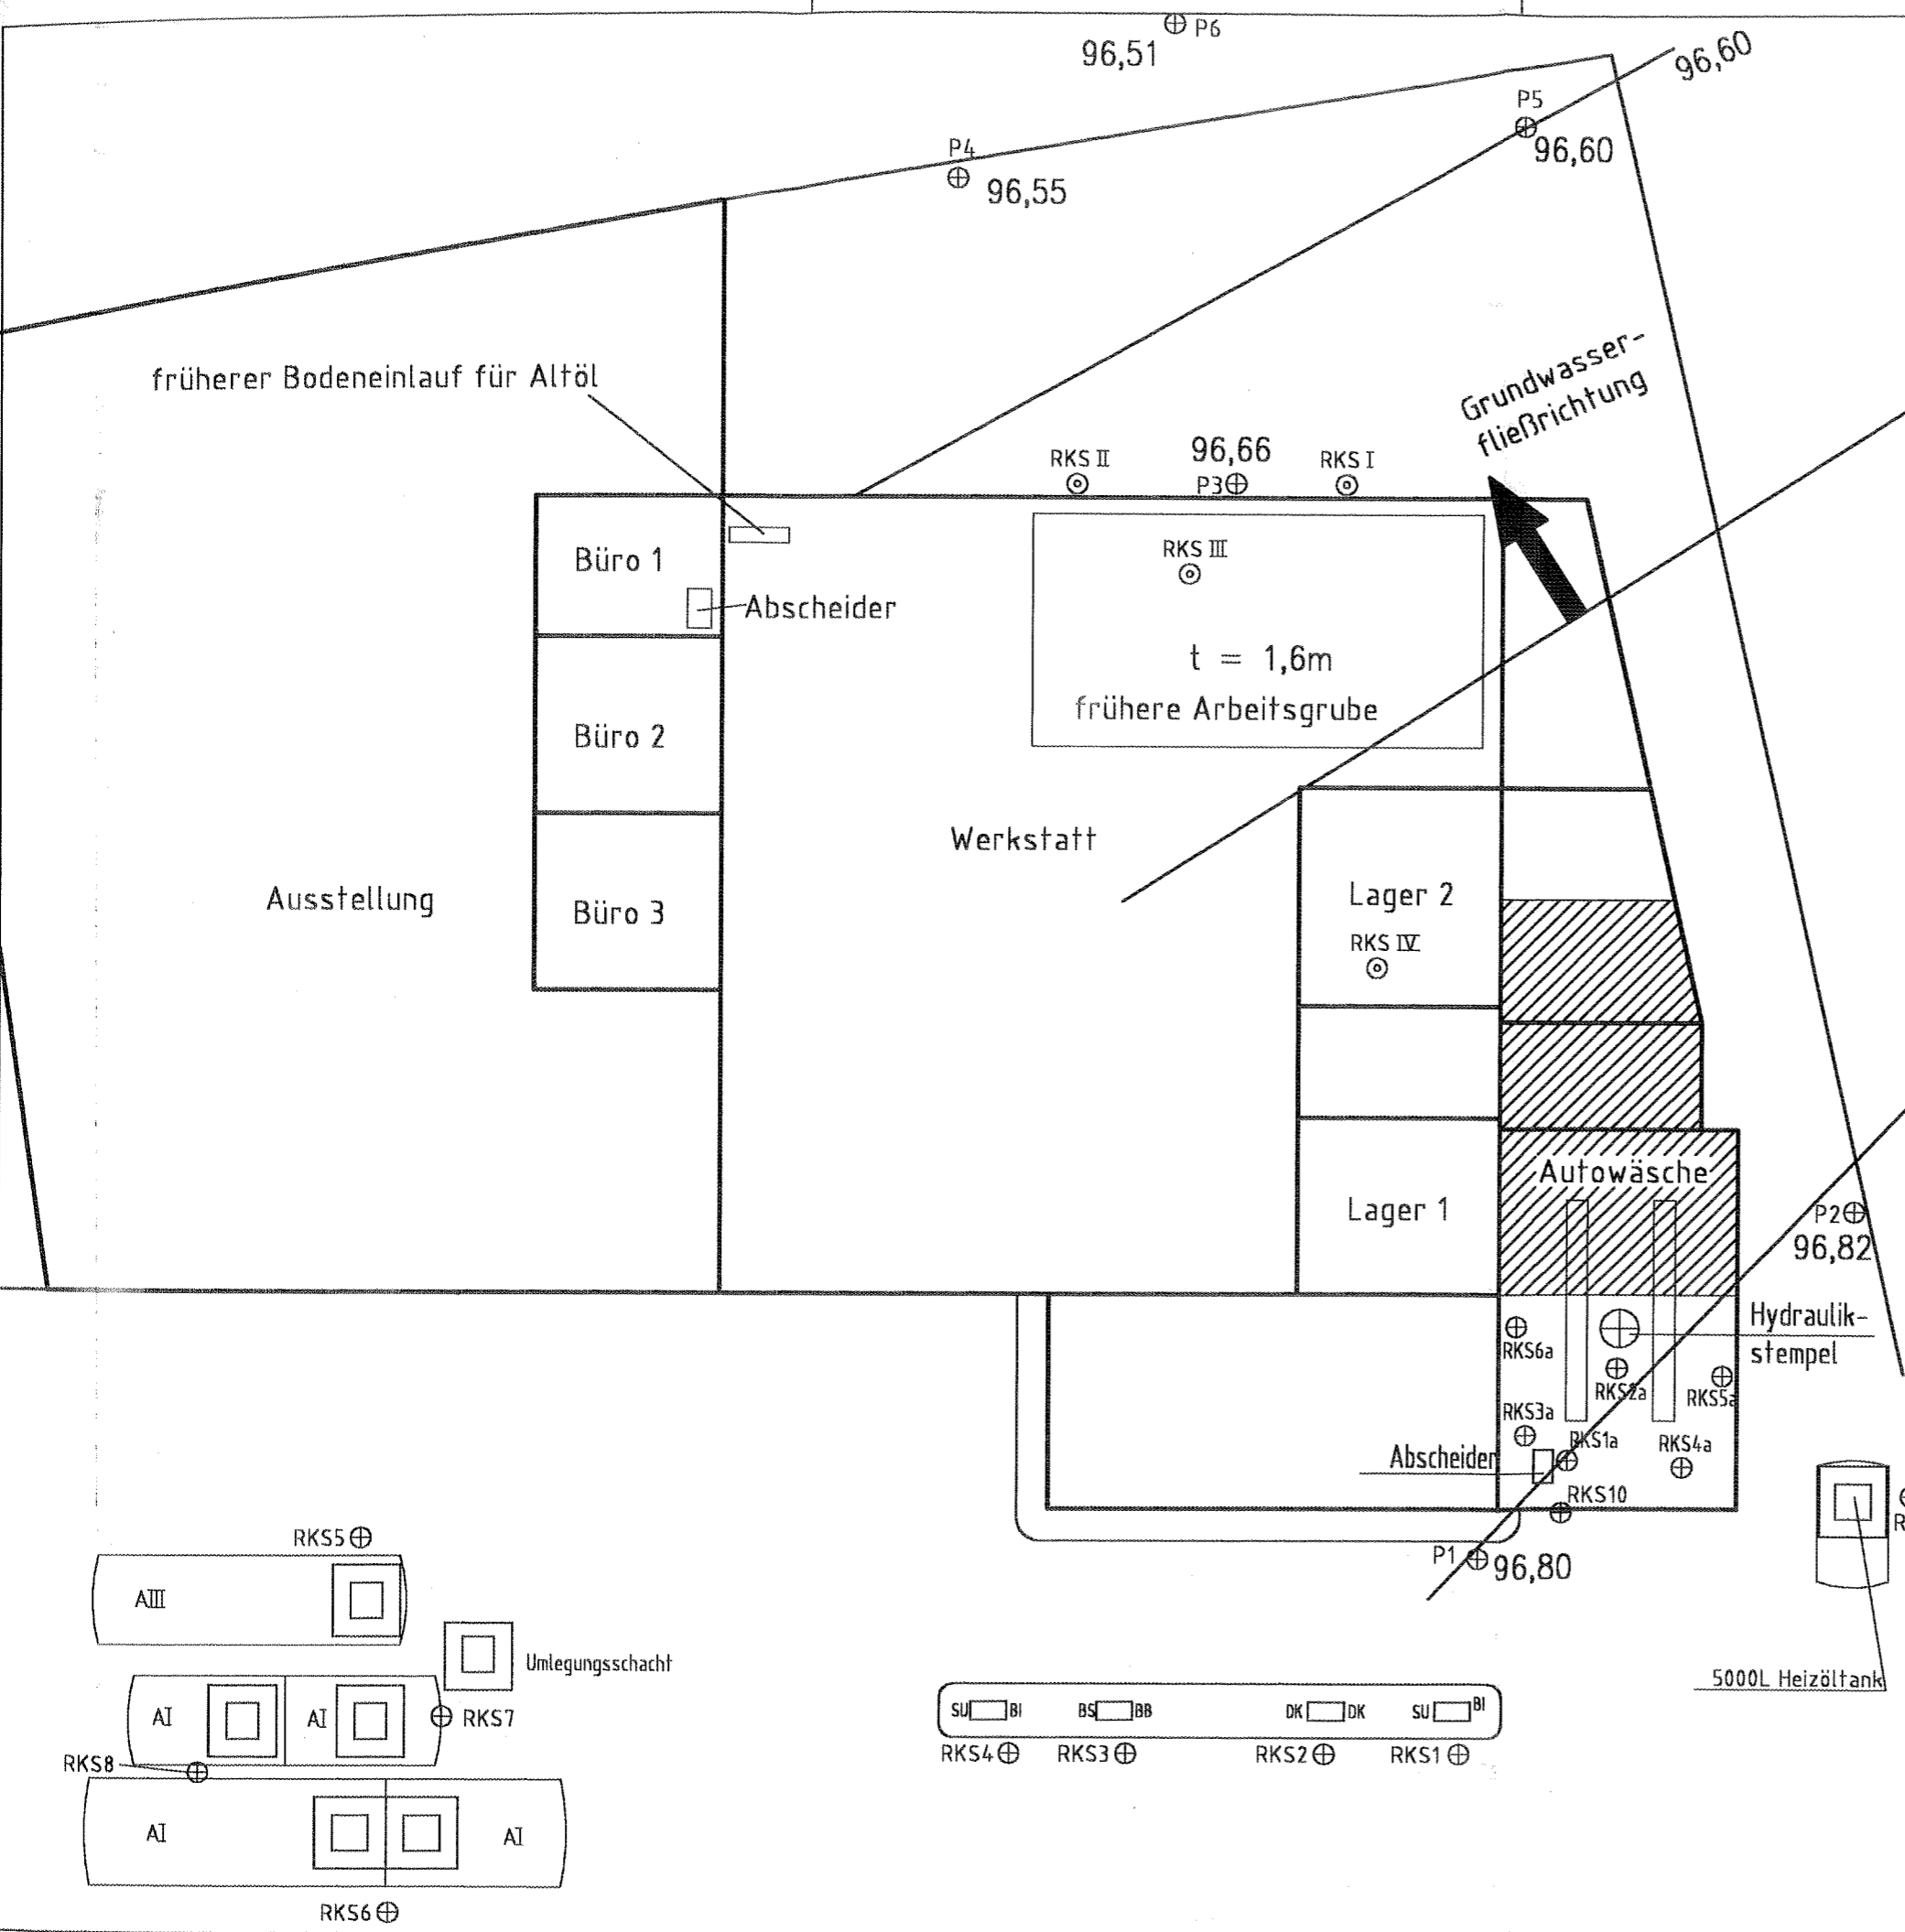 P6
96,51
96,60
P5
96,60
P4
96,55
Grundwasser-
fließrichtung
früherer Bodeneinlauf für Altöl
RKS II
96,66
P3
RKS I
Büro 1
RKS III
Abscheider
t = 1,6m
frühere Arbeitsgrube
Büro 2
Werkstatt
Ausstellung
Büro 3
Lager 2
RKS IV
Autowäsche
Lager 1
P2
96,82
Hydraulik-
stempel
RKS6a
RKS2a
RKS5a
RKS3a
RKS1a
RKS4a
Abscheider
RKS10
P1
96,80
RKS5
AIII
Umlegungsschacht
5000L Heizöltank
AI
AI
RKS7
SU BI
BS BB
DK DK
SU BI
RKS4
RKS3
RKS2
RKS1
RKS8
AI
AI
RKS6